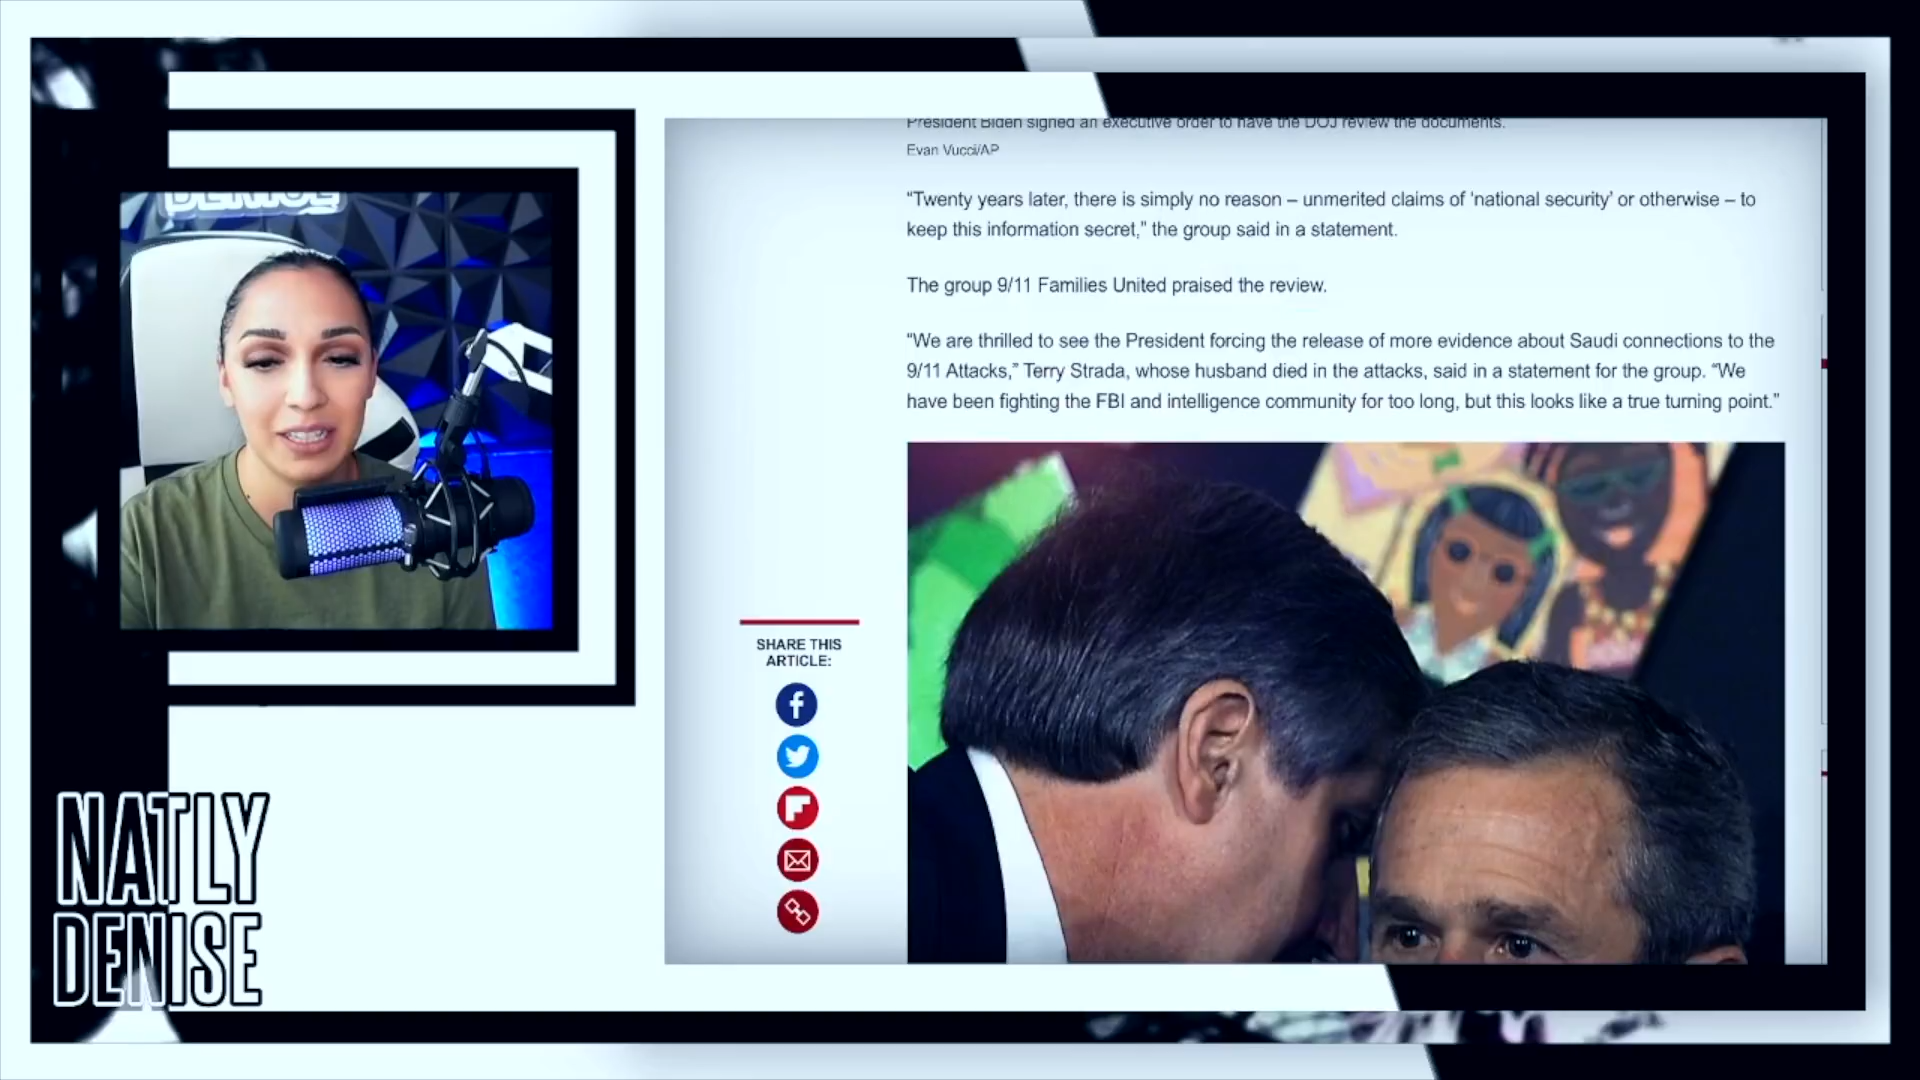 President Biden signed an executive order to have the DOJ review the documents.
Evan Vucci/AP
“Twenty years later, there is simply no reason – unmerited claims of ‘national security’ or otherwise – to
keep this information secret,” the group said in a statement.
The group 9/11 Families United praised the review.
“We are thrilled to see the President forcing the release of more evidence about Saudi connections to the
9/11 Attacks,” Terry Strada, whose husband died in the attacks, said in a statement for the group. “We
have been fighting the FBI and intelligence community for too long, but this looks like a true turning point.”
DENISE
SHARE THIS
ARTICLE:
NATLY
DENISE